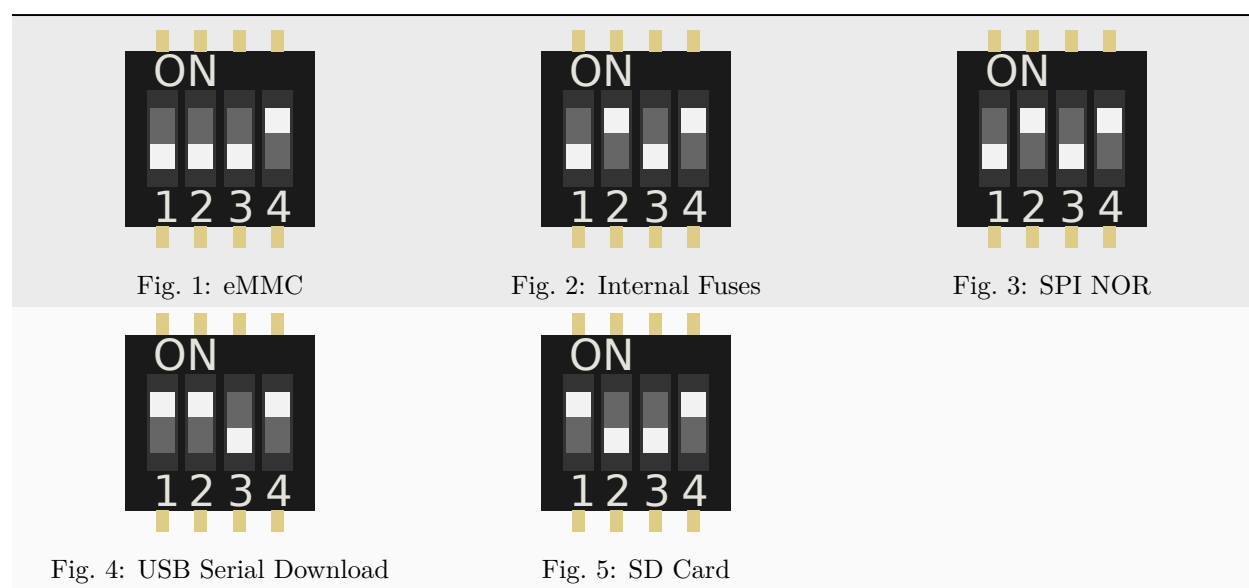 ON
1 2 3 4
Fig. 1: eMMC
ON
1 2 3 4
Fig. 2: Internal Fuses
ON
1 2 3 4
Fig. 3: SPI NOR
ON
1 2 3 4
Fig. 4: USB Serial Download
ON
1 2 3 4
Fig. 5: SD Card